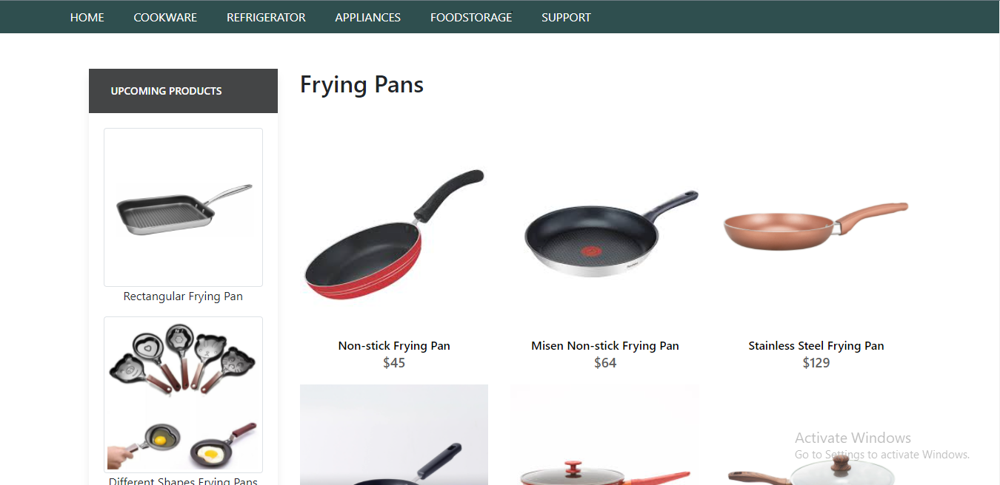 HOME COOKWARE REFRIGERATOR APPLIANCES FOODSTORAGE SUPPORT
UPCOMING PRODUCTS
Rectangular Frying Pan
Different Shapes Frying Pans
Frying Pans
Non-stick Frying Pan
$45
Misen Non-stick Frying Pan
$64
Stainless Steel Frying Pan
$129
Activate Windows
Go to Settings to activate Windows.